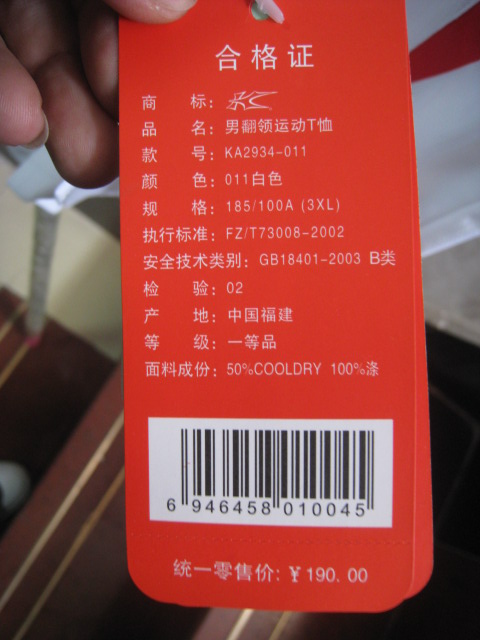 合格证
商 标:
品 名: 男翻领运动T恤
款 号: KA2934-011
颜 色: 011白色
规 格: 185/100A (3XL)
执行标准: FZ/T73008-2002
安全技术类别: GB18401-2003 B类
检 验: 02
产 地: 中国福建
等 级: 一等品
面料成份: 50%COOLDRY 100%涤
6 946458 010045
统一零售价: ¥190.00